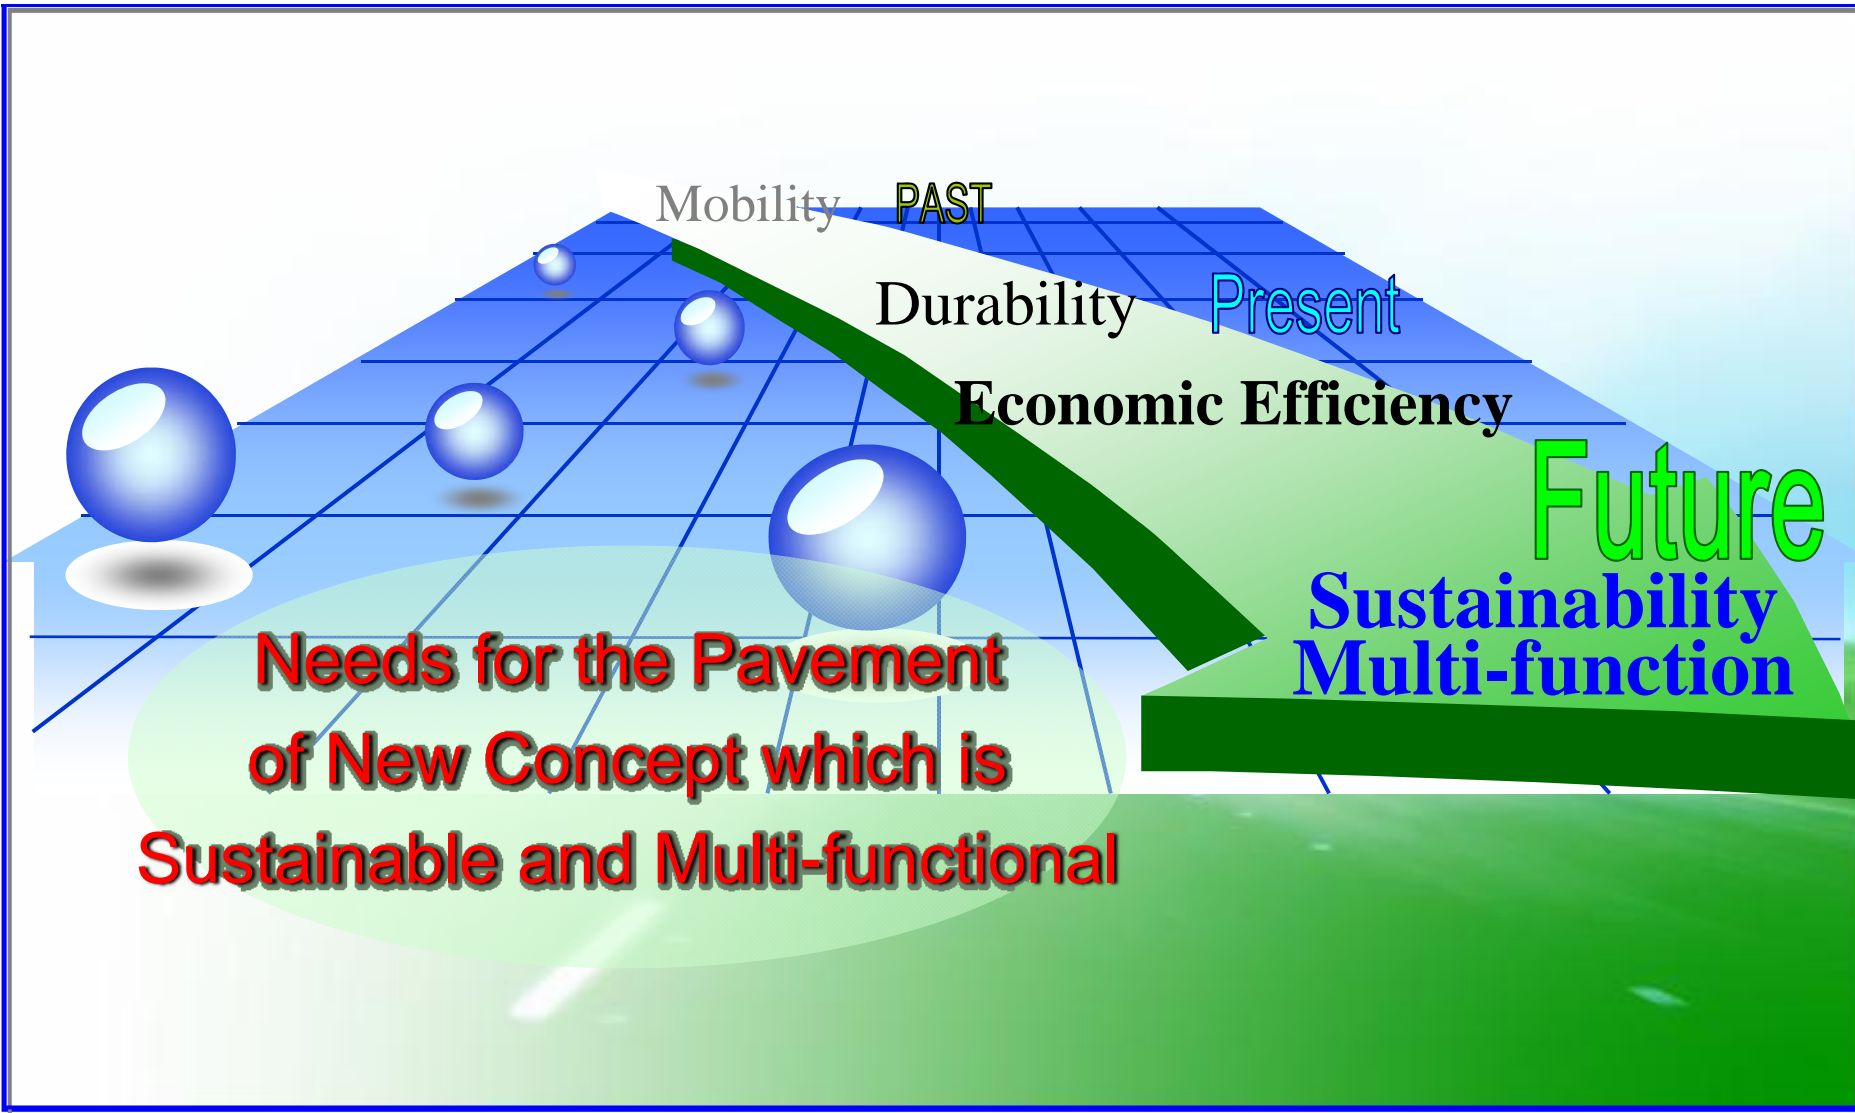 Mobility PAST
Durability Present
Economic Efficiency
Future
Sustainability
Multi-function
Needs for the Pavement
of New Concept which is
Sustainable and Multi-functional